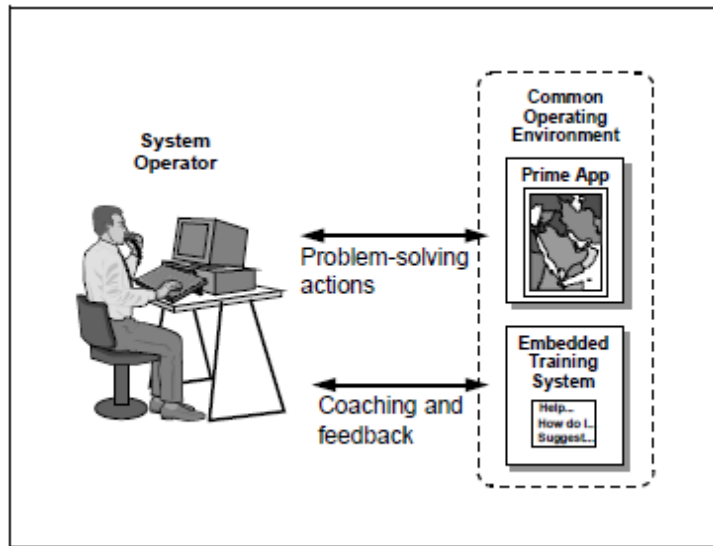 System
Operator
Common
Operating
Environment
Prime App
Problem-solving
actions
Embedded
Training
System
Help...
How do I...
Suggest...
Coaching and
feedback